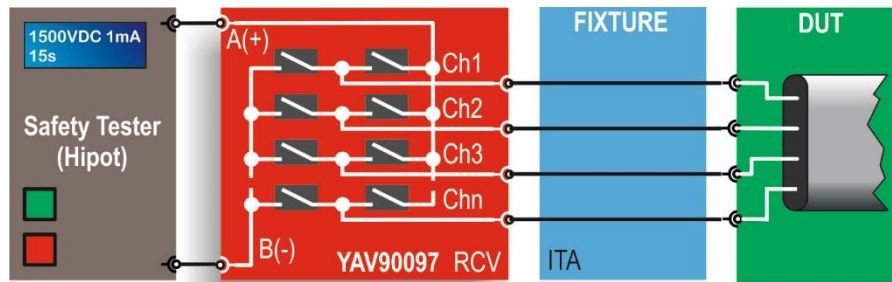 1500VDC 1mA
15s
Safety Tester
(Hipot)
A(+)
Ch1
Ch2
Ch3
Chn
B(-)
YAV90097 RCV
FIXTURE
ITA
DUT